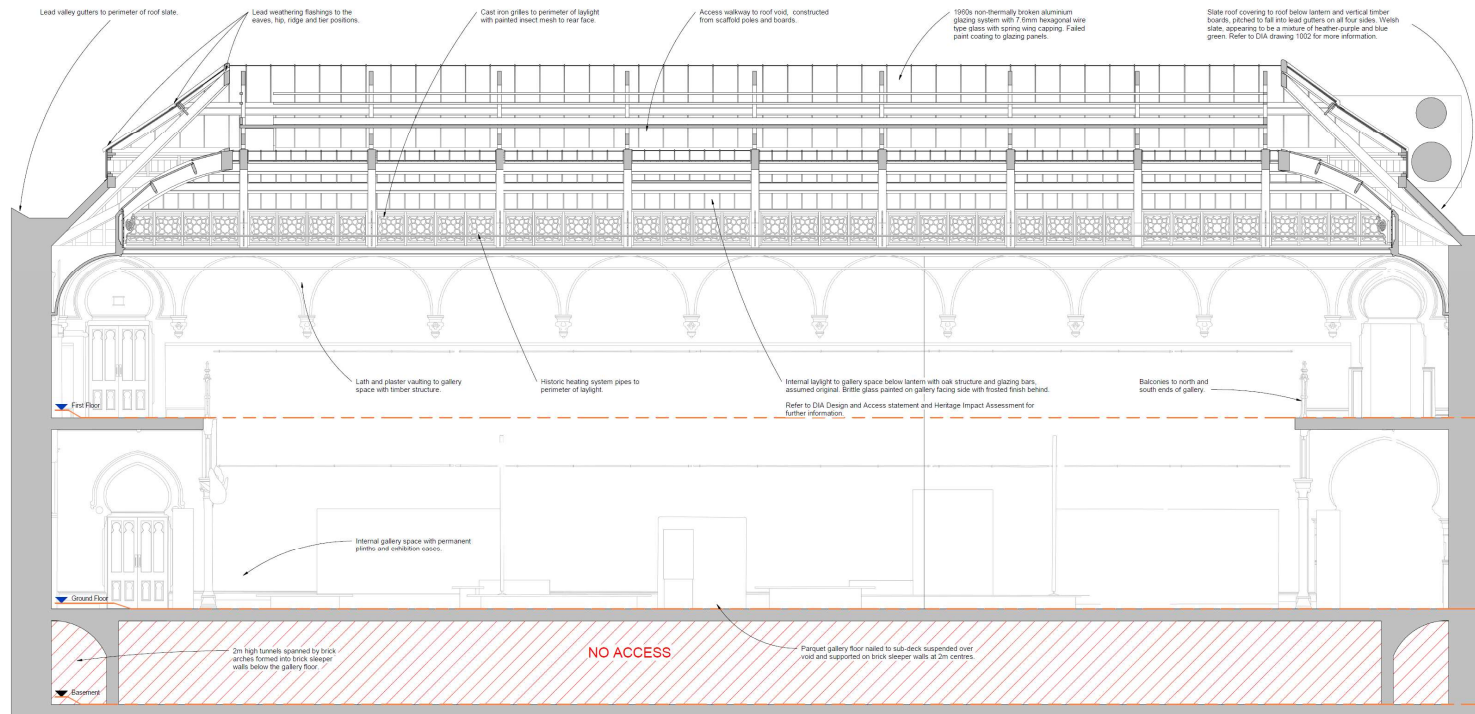 Lead valley gutters to perimeter of roof slate.
Lead weathering flashings to the
eaves, hip, ridge and tier positions.
Cast iron grilles to perimeter of laylight
with painted insect mesh to rear face.
Access walkway to roof void, constructed
from scaffold poles and boards.
1960s non-thermally broken aluminium
glazing system with 7.6mm hexagonal wire
type glass with spring wing capping. Failed
paint coating to glazing panels.
Slate roof covering to roof below lantern and vertical timber
boards, pitched to fall into lead gutters on all four sides. Welsh
slate, appearing to be a mixture of heather-purple and blue
green. Refer to DIA drawing 1002 for more information.
Lath and plaster vaulting to gallery
space with timber structure.
Historic heating system pipes to
perimeter of laylight.
Internal laylight to gallery space below lantern with oak structure and glazing bars,
assumed original. Brittle glass painted on gallery facing side with frosted finish behind.
Refer to DIA Design and Access statement and Heritage Impact Assessment for
further information.
Balconies to north and
south ends of gallery.
First Floor
Internal gallery space with permanent
plinths and exhibition cases.
Ground Floor
2m high tunnels spanned by brick
arches formed into brick sleeper
walls below the gallery floor.
NO ACCESS
Parquet gallery floor nailed to sub-deck suspended over
void and supported on brick sleeper walls at 2m centres.
Basement